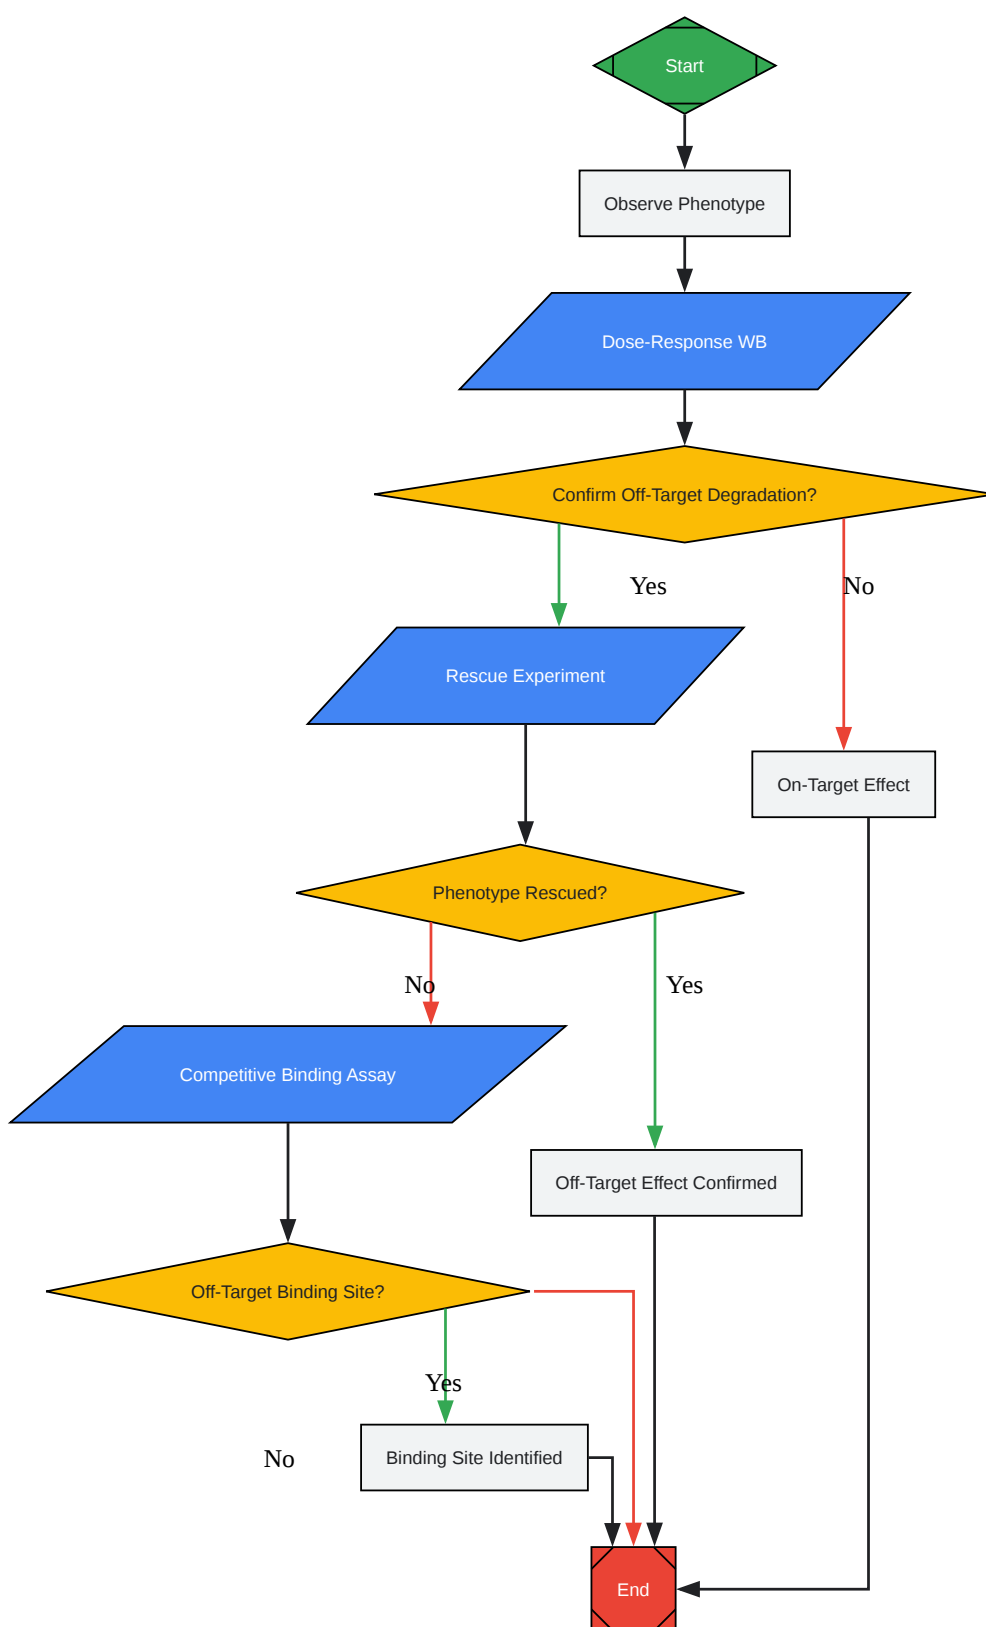 Start
Observe Phenotype
Dose-Response WB
Confirm Off-Target Degradation?
Yes
No
Rescue Experiment
On-Target Effect
Phenotype Rescued?
No
Yes
Competitive Binding Assay
Off-Target Effect Confirmed
Off-Target Binding Site?
Yes
No
Binding Site Identified
End